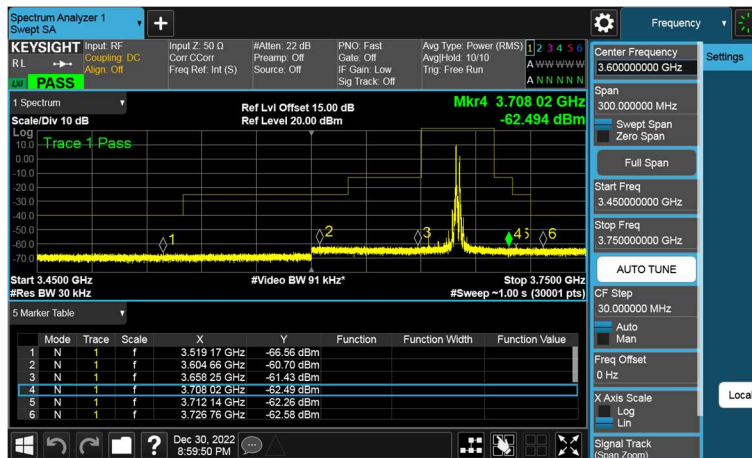 Spectrum Analyzer 1
Swept SA
Frequency
KEYSIGHT
RL
LXI PASS
Input: RF
Coupling: DC
Align: Off
Input Z: 50 Ω
Corr CCorr
Freq Ref: Int (S)
#Atten: 22 dB
Preamp: Off
Source: Off
PNO: Fast
Gate: Off
IF Gain: Low
Sig Track: Off
Avg Type: Power (RMS)
Avg|Hold: 10/10
Trig: Free Run
1 2 3 4 5 6
A W W W W W
A N N N N N
1 Spectrum
Scale/Div 10 dB
Ref Lvl Offset 15.00 dB
Ref Level 20.00 dBm
Mkr4 3.708 02 GHz
-62.494 dBm
Log
Trace 1 Pass
10.0
0.00
-10.0
-20.0
-30.0
-40.0
-50.0
-60.0
-70.0
1
2
3
4
5
6
Start 3.4500 GHz
#Video BW 91 kHz*
Stop 3.7500 GHz
#Res BW 30 kHz
#Sweep ~1.00 s (30001 pts)
5 Marker Table
Mode Trace Scale X Y Function Function Width Function Value
1 N 1 f 3.519 17 GHz -66.56 dBm
2 N 1 f 3.604 66 GHz -60.70 dBm
3 N 1 f 3.658 25 GHz -61.43 dBm
4 N 1 f 3.708 02 GHz -62.49 dBm
5 N 1 f 3.712 14 GHz -62.26 dBm
6 N 1 f 3.726 76 GHz -62.58 dBm
Dec 30, 2022
8:59:50 PM
Center Frequency
3.600000000 GHz
Settings
Span
300.000000 MHz
Swept Span
Zero Span
Full Span
Start Freq
3.450000000 GHz
Stop Freq
3.750000000 GHz
AUTO TUNE
CF Step
30.000000 MHz
Auto
Man
Freq Offset
0 Hz
X Axis Scale
Log
Lin
Local
Signal Track
(Span Zoom)